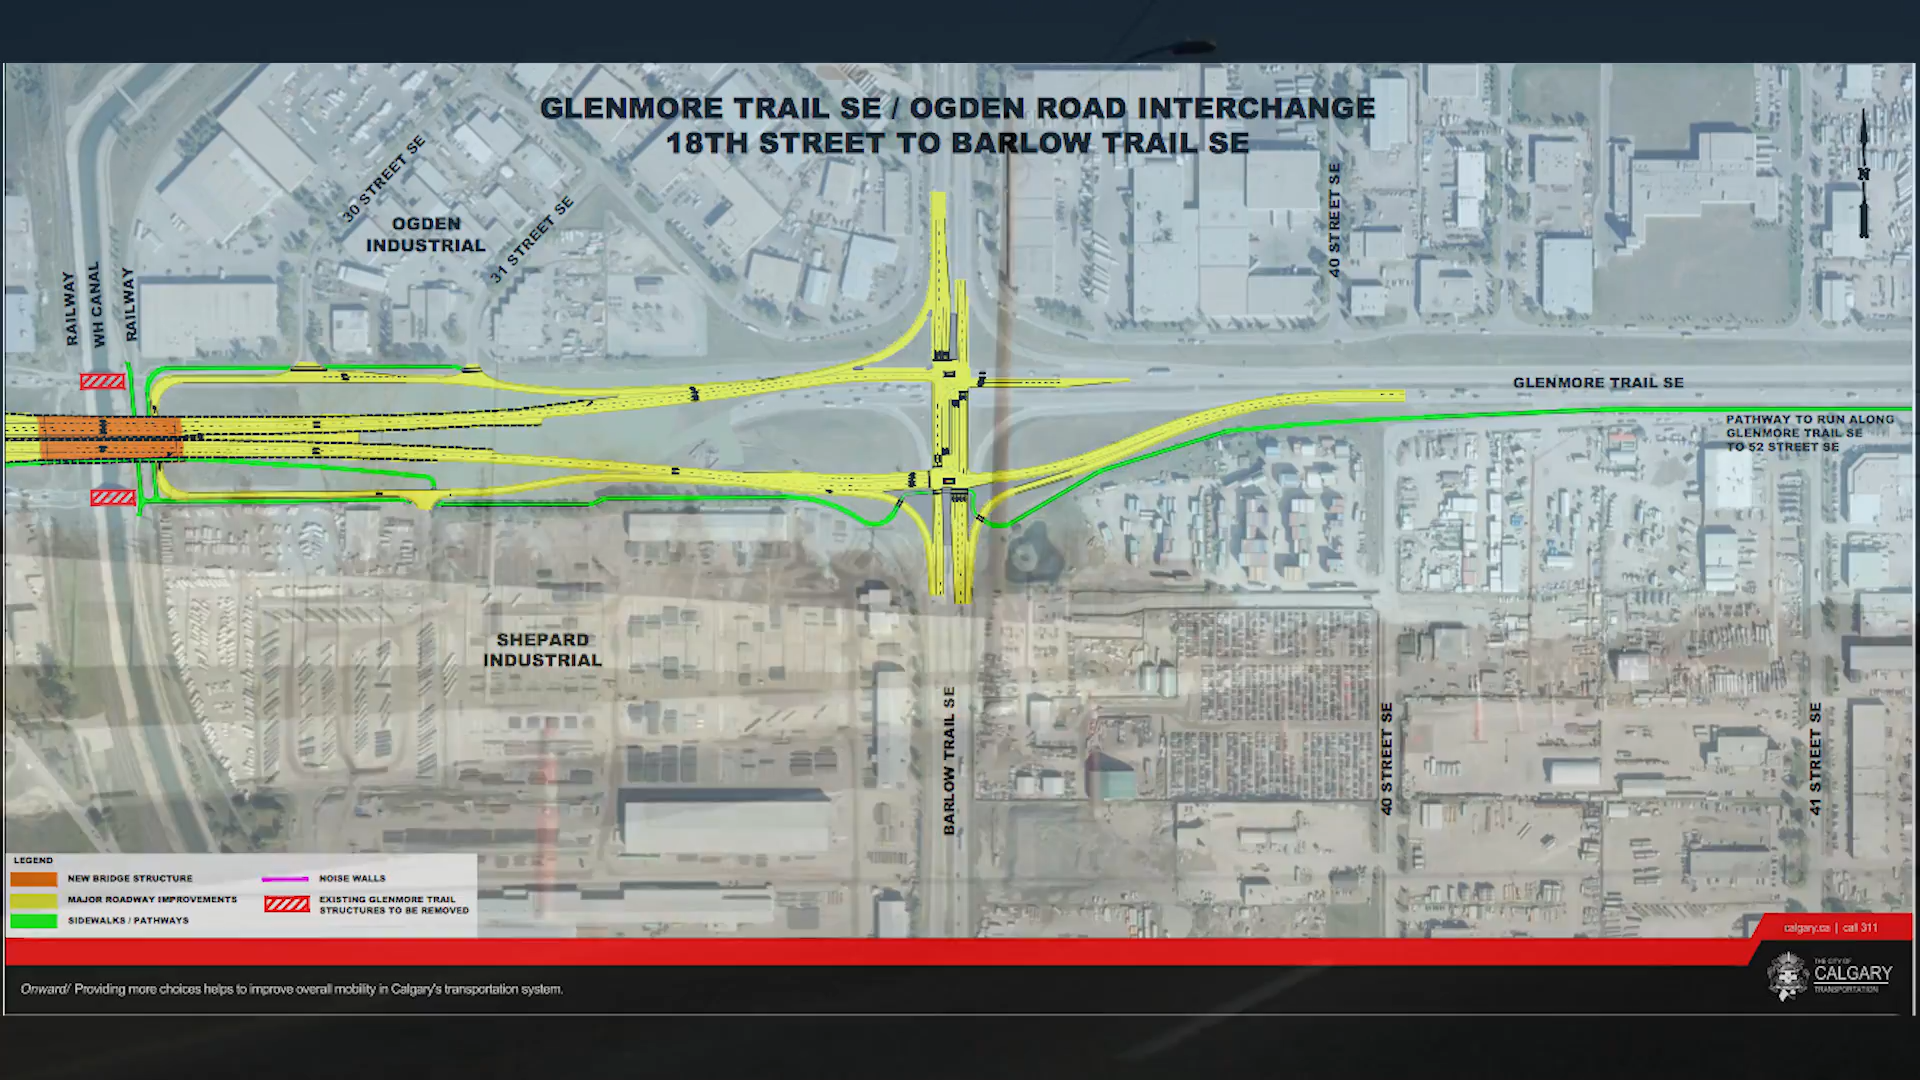 GLENMORE TRAIL SE / OGDEN ROAD INTERCHANGE
18TH STREET TO BARLOW TRAIL SE
30 STREET SE
OGDEN
INDUSTRIAL
31 STREET SE
40 STREET SE
N
RAILWAY
WH CANAL
RAILWAY
GLENMORE TRAIL SE
PATHWAY TO RUN ALONG
GLENMORE TRAIL SE
TO 52 STREET SE
SHEPARD
INDUSTRIAL
BARLOW TRAIL SE
40 STREET SE
41 STREET SE
LEGEND
NEW BRIDGE STRUCTURE
MAJOR ROADWAY IMPROVEMENTS
SIDEWALKS / PATHWAYS
NOISE WALLS
EXISTING GLENMORE TRAIL
STRUCTURES TO BE REMOVED
calgary.ca | call 311
Onward/ Providing more choices helps to improve overall mobility in Calgary's transportation system.
THE CITY OF
CALGARY
TRANSPORTATION